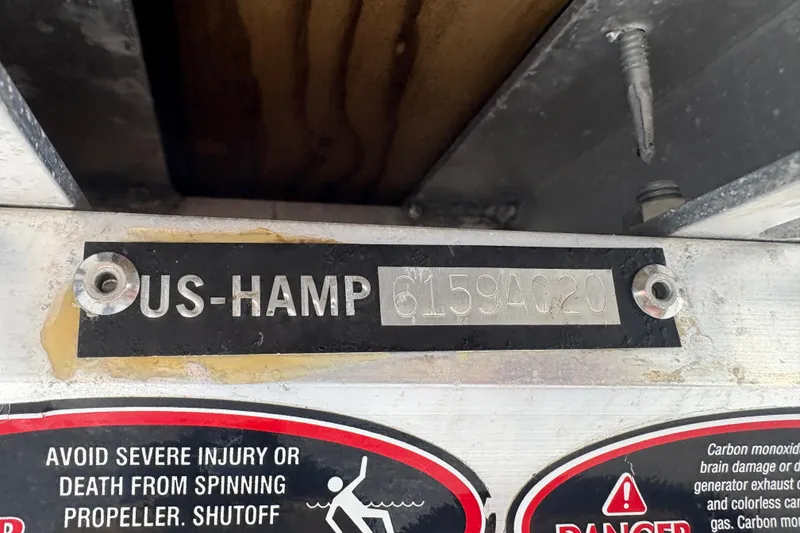 US-HAMP 6159A020
AVOID SEVERE INJURY OR
DEATH FROM SPINNING
PROPELLER. SHUTOFF
Carbon monoxid
brain damage or d
generator exhaust
and colorless
gas. Carbon mo
DANGER